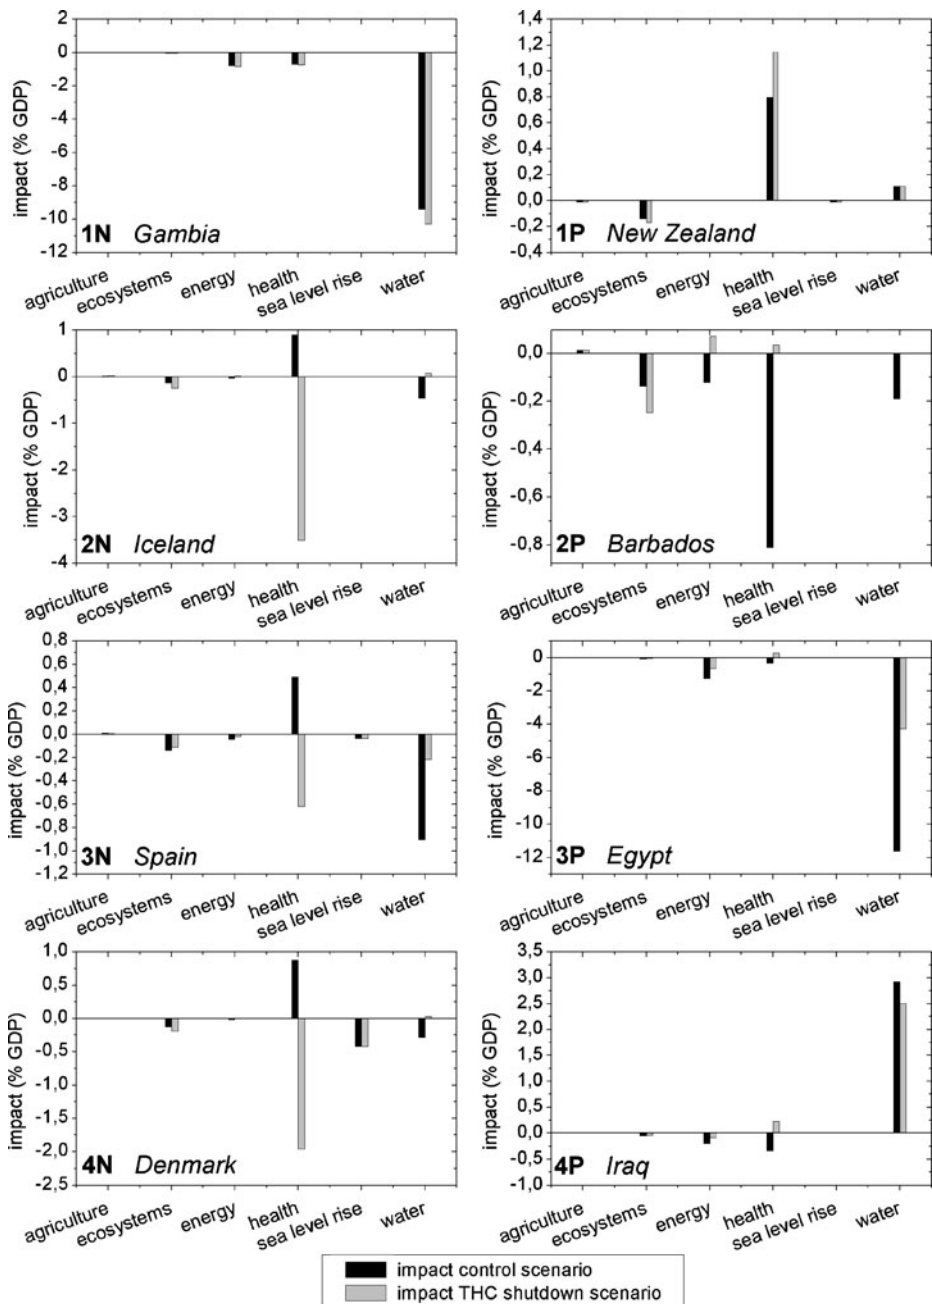 2
0
-2
-4
-6
-8
-10
-12
impact (% GDP)
1N Gambia
agriculture
ecosystems
energy
health
sea level rise
water
1,4
1,2
1,0
0,8
0,6
0,4
0,2
0,0
-0,2
-0,4
impact (% GDP)
1P New Zealand
agriculture
ecosystems
energy
health
sea level rise
water
1
0
-1
-2
-3
-4
impact (% GDP)
2N Iceland
agriculture
ecosystems
energy
health
sea level rise
water
0,0
-0,2
-0,4
-0,6
-0,8
impact (% GDP)
2P Barbados
agriculture
ecosystems
energy
health
sea level rise
water
0,8
0,6
0,4
0,2
0,0
-0,2
-0,4
-0,6
-0,8
-1,0
-1,2
impact (% GDP)
3N Spain
agriculture
ecosystems
energy
health
sea level rise
water
0
-2
-4
-6
-8
-10
-12
impact (% GDP)
3P Egypt
agriculture
ecosystems
energy
health
sea level rise
water
1,0
0,5
0,0
-0,5
-1,0
-1,5
-2,0
-2,5
impact (% GDP)
4N Denmark
agriculture
ecosystems
energy
health
sea level rise
water
3,5
3,0
2,5
2,0
1,5
1,0
0,5
0,0
-0,5
-1,0
impact (% GDP)
4P Iraq
agriculture
ecosystems
energy
health
sea level rise
water
impact control scenario
impact THC shutdown scenario